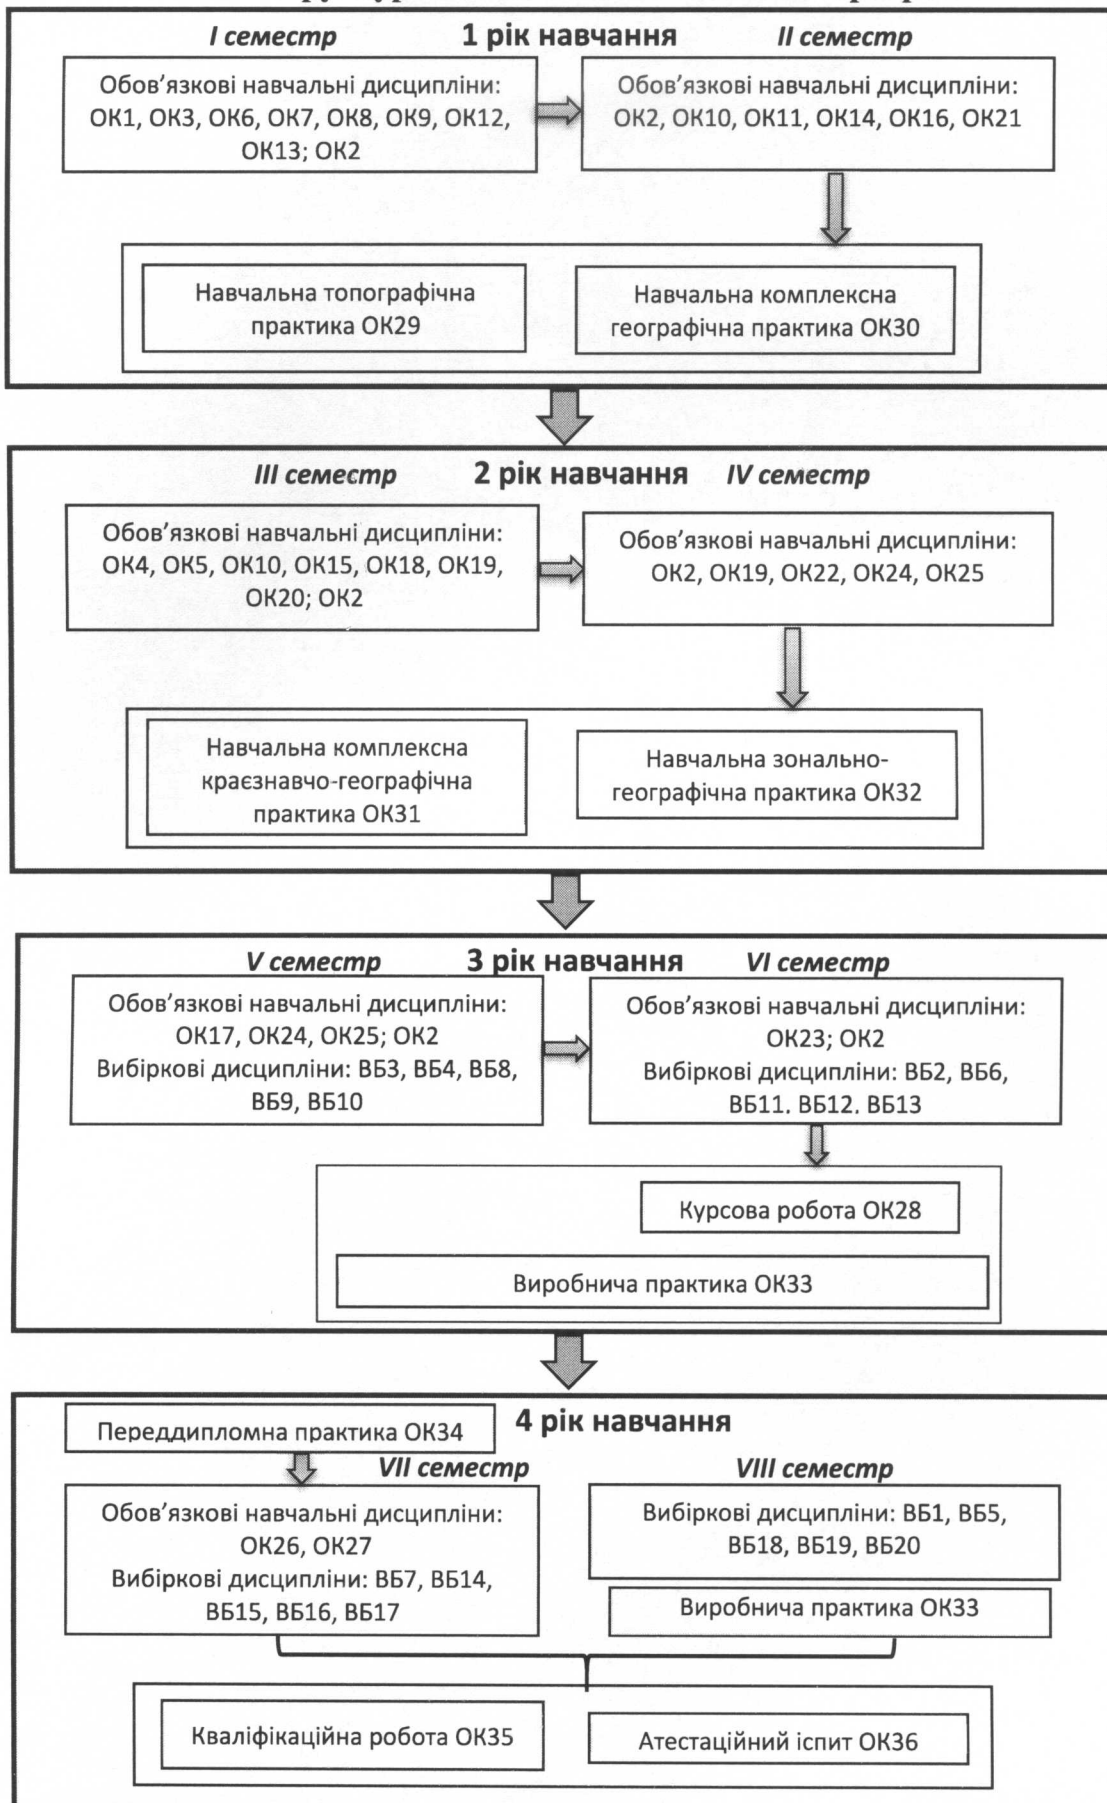 I семестр 1 рік навчання II семестр
Обов’язкові навчальні дисципліни:
ОК1, ОК3, ОК6, ОК7, ОК8, ОК9, ОК12,
ОК13; ОК2
Обов’язкові навчальні дисципліни:
ОК2, ОК10, ОК11, ОК14, ОК16, ОК21
Навчальна топографічна
практика ОК29
Навчальна комплексна
географічна практика ОК30
III семестр 2 рік навчання IV семестр
Обов’язкові навчальні дисципліни:
ОК4, ОК5, ОК10, ОК15, ОК18, ОК19,
ОК20; ОК2
Обов’язкові навчальні дисципліни:
ОК2, ОК19, ОК22, ОК24, ОК25
Навчальна комплексна
краєзнавчо-географічна
практика ОК31
Навчальна зонально-
географічна практика ОК32
V семестр 3 рік навчання VI семестр
Обов’язкові навчальні дисципліни:
ОК17, ОК24, ОК25; ОК2
Вибіркові дисципліни: ВБ3, ВБ4, ВБ8,
ВБ9, ВБ10
Обов’язкові навчальні дисципліни:
ОК23; ОК2
Вибіркові дисципліни: ВБ2, ВБ6,
ВБ11, ВБ12, ВБ13
Курсова робота ОК28
Виробнича практика ОК33
4 рік навчання
Переддипломна практика ОК34
VII семестр VIII семестр
Обов’язкові навчальні дисципліни:
ОК26, ОК27
Вибіркові дисципліни: ВБ7, ВБ14,
ВБ15, ВБ16, ВБ17
Вибіркові дисципліни: ВБ1, ВБ5,
ВБ18, ВБ19, ВБ20
Виробнича практика ОК33
Кваліфікаційна робота ОК35
Атестаційний іспит ОК36